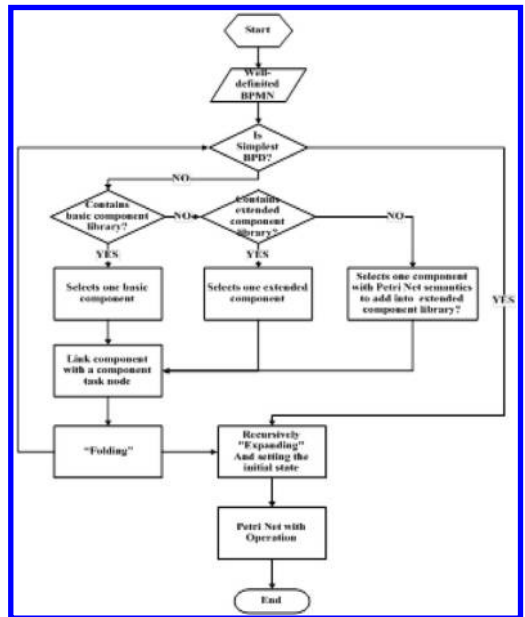 Start
Well-
definited
BPMN
Is
Simplest
BPD?
NO
Contains
basic component
library?
NO
Contains
extended
component
library?
NO
YES
YES
YES
Selects one basic
component
Selects one extended
component
Selects one component
with Petri Net semantics
to add into extended
component library?
Link component
with a component
task node
"Folding"
Recursively
"Expanding"
And setting the
initial state
Petri Net with
Operation
End